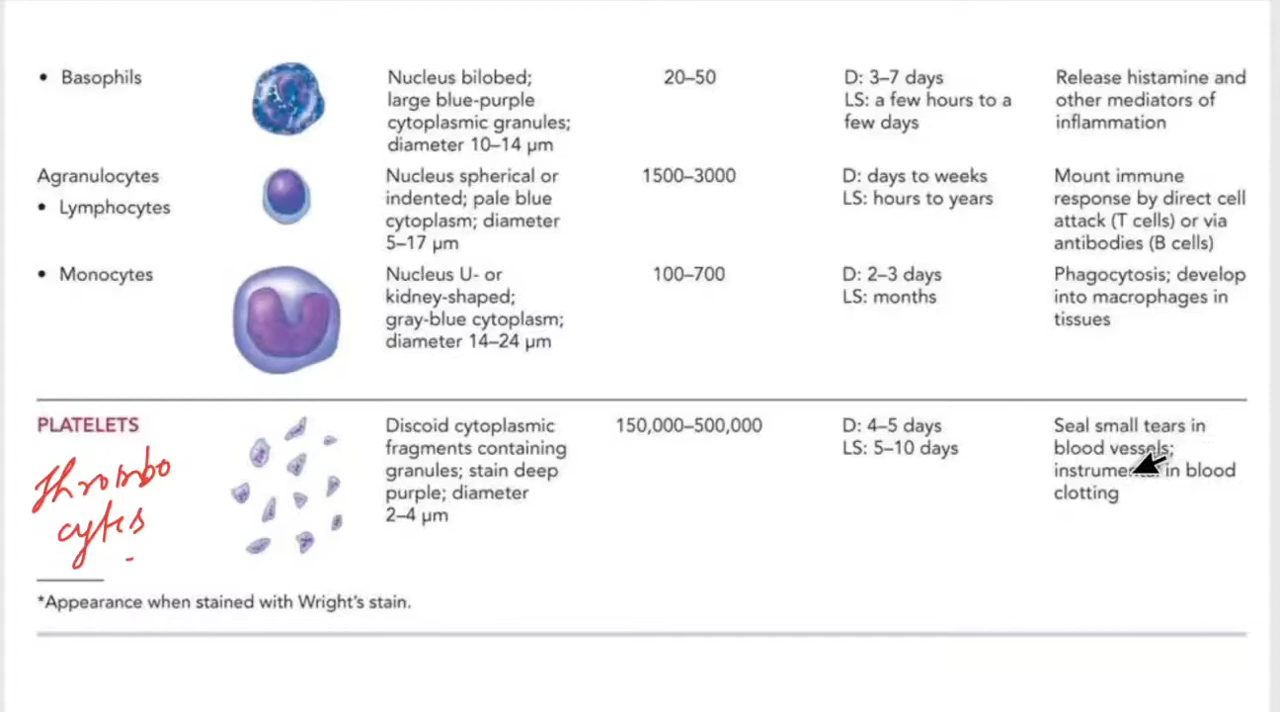 • Basophils
Nucleus bilobed;
large blue-purple
cytoplasmic granules;
diameter 10–14 µm
20–50
D: 3–7 days
LS: a few hours to a
few days
Release histamine and
other mediators of
inflammation
Agranulocytes
• Lymphocytes
Nucleus spherical or
indented; pale blue
cytoplasm; diameter
5–17 µm
1500–3000
D: days to weeks
LS: hours to years
Mount immune
response by direct cell
attack (T cells) or via
antibodies (B cells)
• Monocytes
Nucleus U- or
kidney-shaped;
gray-blue cytoplasm;
diameter 14–24 µm
100–700
D: 2–3 days
LS: months
Phagocytosis; develop
into macrophages in
tissues
PLATELETS
Thrombo
cytes
Discoid cytoplasmic
fragments containing
granules; stain deep
purple; diameter
2–4 µm
150,000–500,000
D: 4–5 days
LS: 5–10 days
Seal small tears in
blood vessels;
in blood
clotting
*Appearance when stained with Wright's stain.